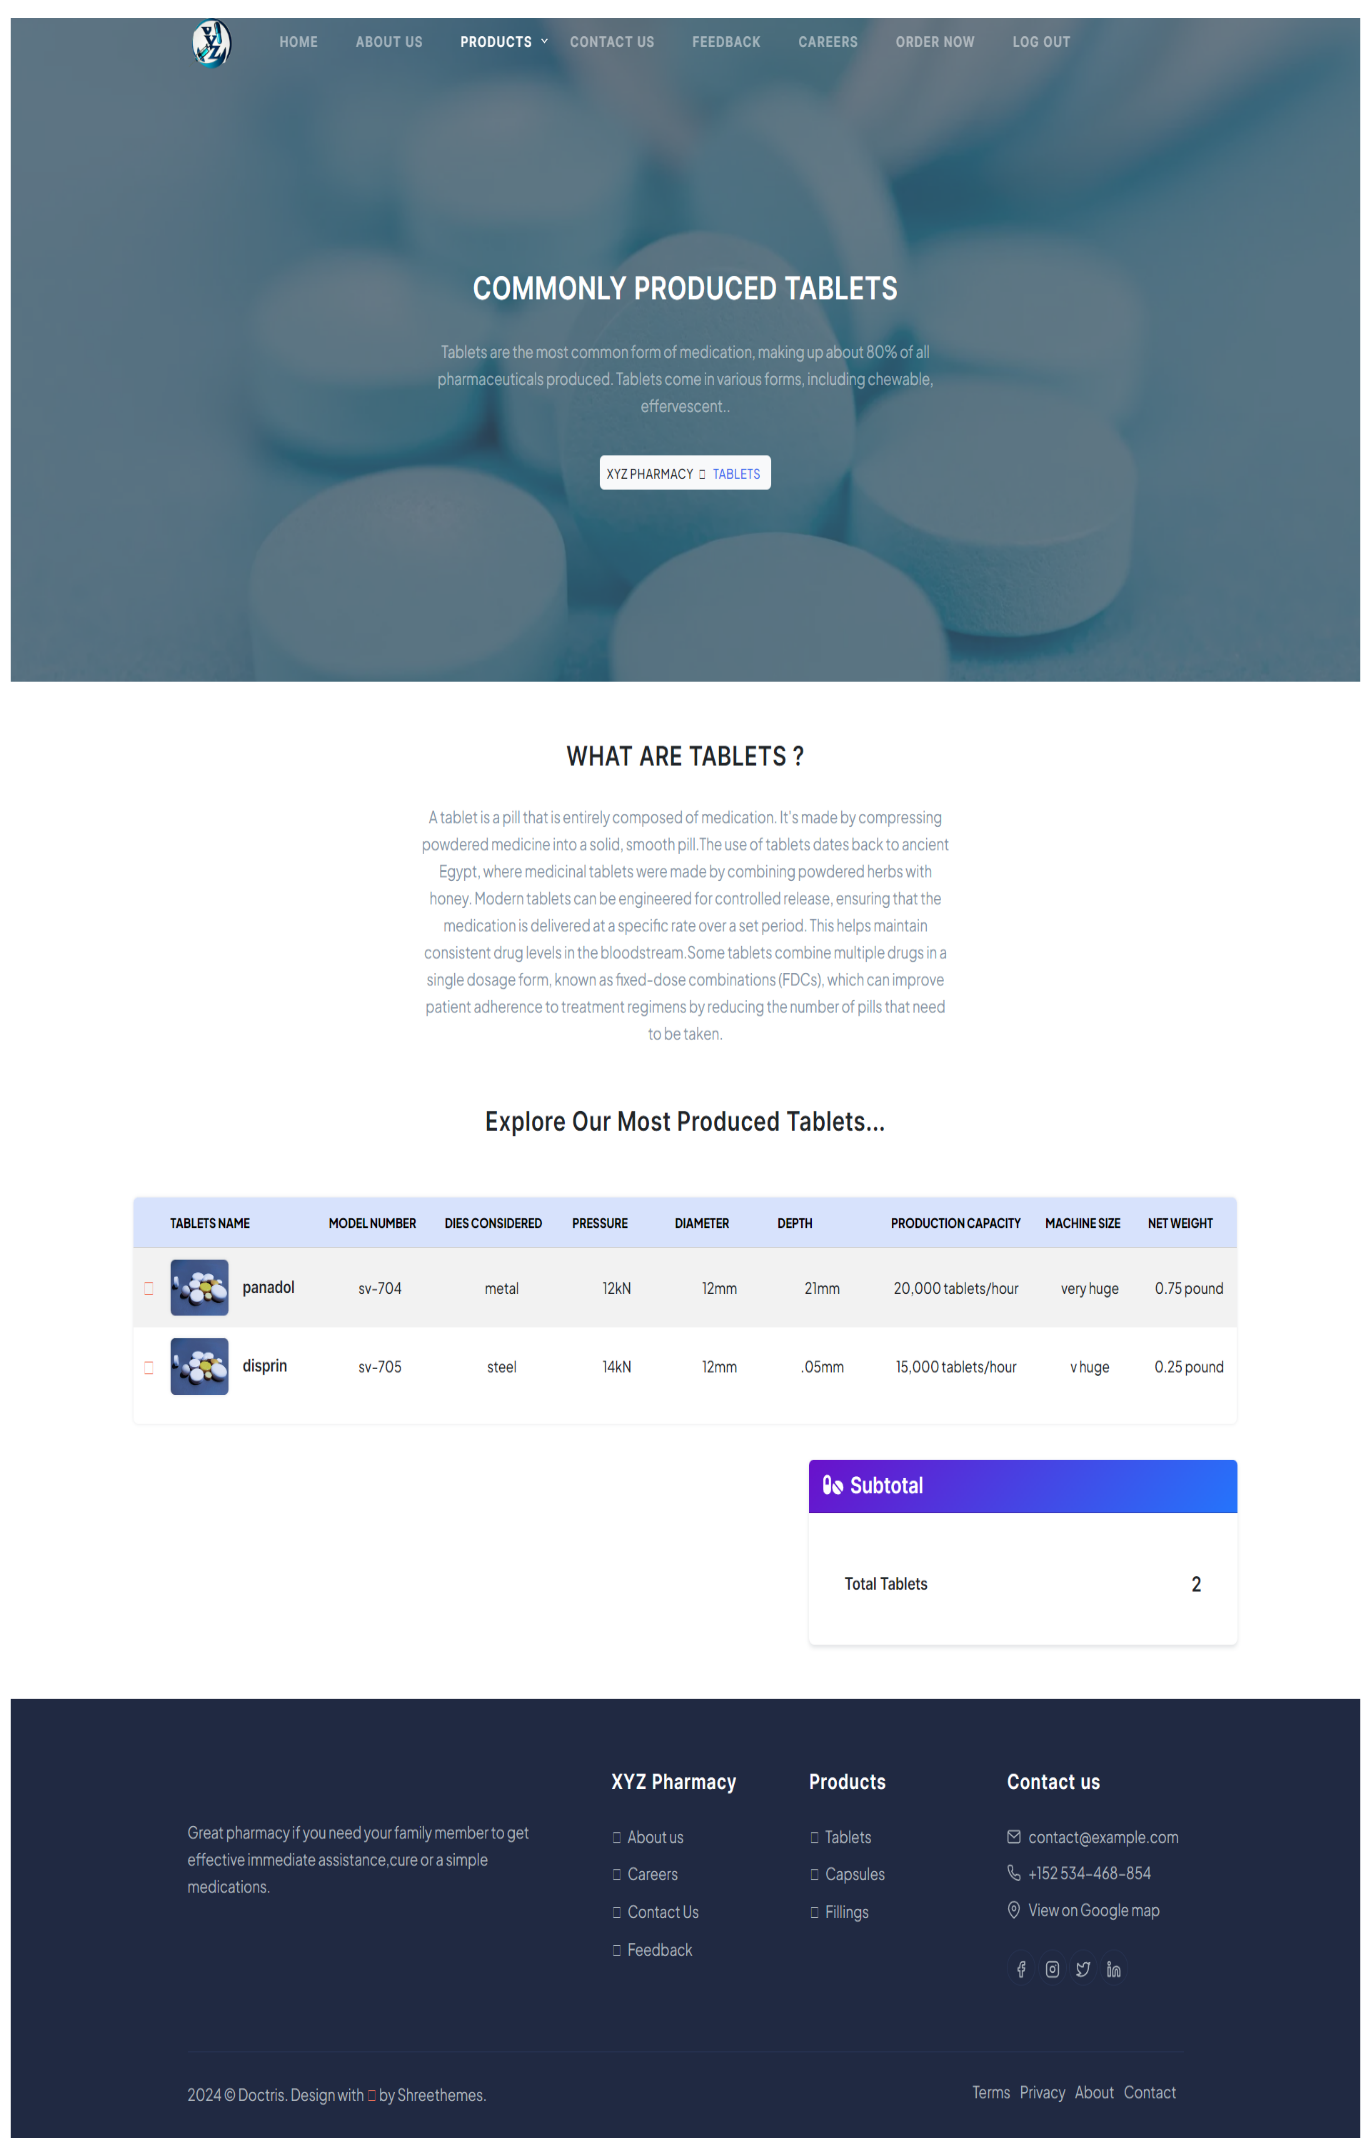 XYZ
HOME ABOUT US PRODUCTS CONTACT US FEEDBACK CAREERS ORDER NOW LOG OUT
COMMONLY PRODUCED TABLETS
Tablets are the most common form of medication, making up about 80% of all
pharmaceuticals produced. Tablets come in various forms, including chewable,
effervescent..
XYZ PHARMACY TABLETS
WHAT ARE TABLETS ?
A tablet is a pill that is entirely composed of medication. It's made by compressing
powdered medicine into a solid, smooth pill.The use of tablets dates back to ancient
Egypt, where medicinal tablets were made by combining powdered herbs with
honey. Modern tablets can be engineered for controlled release, ensuring that the
medication is delivered at a specific rate over a set period. This helps maintain
consistent drug levels in the bloodstream.Some tablets combine multiple drugs in a
single dosage form, known as fixed-dose combinations (FDCs), which can improve
patient adherence to treatment regimens by reducing the number of pills that need
to be taken.
Explore Our Most Produced Tablets...
TABLETS NAME MODEL NUMBER DIES CONSIDERED PRESSURE DIAMETER DEPTH PRODUCTION CAPACITY MACHINE SIZE NET WEIGHT
panadol sv-704 metal 12kN 12mm 21mm 20,000 tablets/hour very huge 0.75 pound
disprin sv-705 steel 14kN 12mm .05mm 15,000 tablets/hour v huge 0.25 pound
Subtotal
Total Tablets 2
Great pharmacy if you need your family member to get
effective immediate assistance,cure or a simple
medications.
XYZ Pharmacy
About us
Careers
Contact Us
Feedback
Products
Tablets
Capsules
Fillings
Contact us
contact@example.com
+152 534-468-854
View on Google map
2024 © Doctris. Design with by Shreethemes.
Terms Privacy About Contact